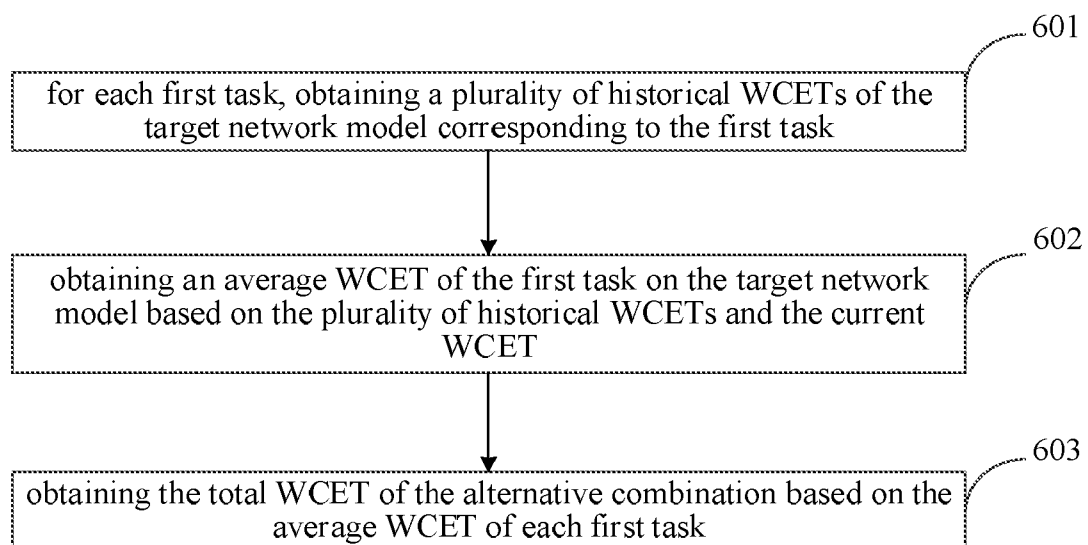 601
for each first task, obtaining a plurality of historical WCETs of the
target network model corresponding to the first task
602
obtaining an average WCET of the first task on the target network
model based on the plurality of historical WCETs and the current
WCET
603
obtaining the total WCET of the alternative combination based on the
average WCET of each first task